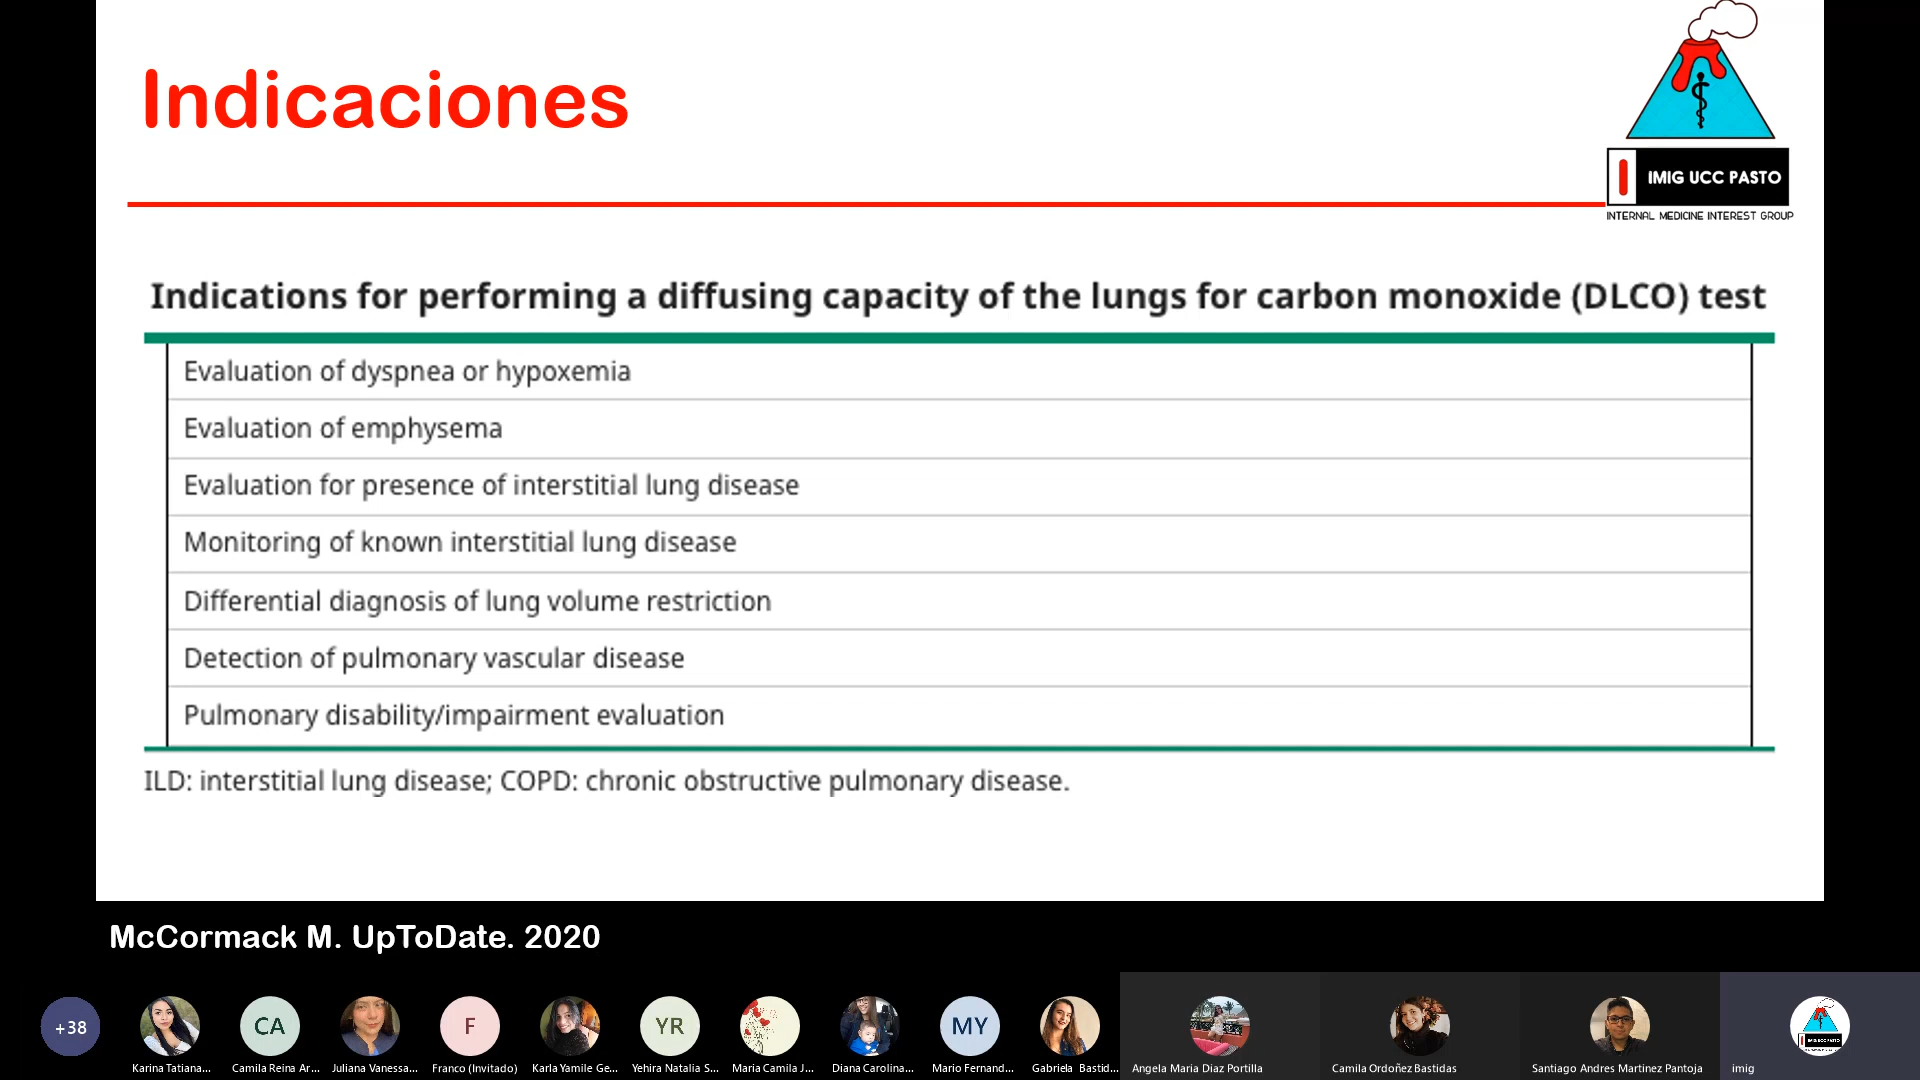 Indicaciones
IMIG UCC PASTO
INTERNAL MEDICINE INTEREST GROUP
Indications for performing a diffusing capacity of the lungs for carbon monoxide (DLCO) test
Evaluation of dyspnea or hypoxemia
Evaluation of emphysema
Evaluation for presence of interstitial lung disease
Monitoring of known interstitial lung disease
Differential diagnosis of lung volume restriction
Detection of pulmonary vascular disease
Pulmonary disability/impairment evaluation
ILD: interstitial lung disease; COPD: chronic obstructive pulmonary disease.
McCormack M. UpToDate. 2020
+38
CA
F
YR
MY
Karina Tatiana...
Camila Reina Ar...
Juliana Vanessa...
Franco (Invitado)
Karla Yamile Ge...
Yehira Natalia S...
Maria Camila J...
Diana Carolina...
Mario Fernand...
Gabriela Bastid...
Angela Maria Diaz Portilla
Camila Ordoñez Bastidas
Santiago Andres Martinez Pantoja
imig